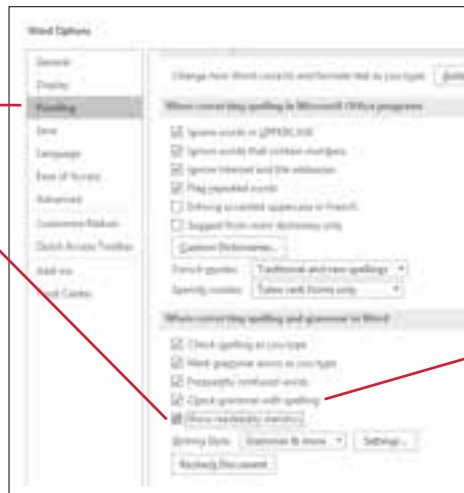 Word Options
General
Display
Proofing
Save
Language
Ease of Access
Advanced
Customize Ribbon
Quick Access Toolbar
Add-ins
Trust Center
Change how Word corrects and formats text as you type:
When correcting spelling in Microsoft Office programs
Ignore words in UPPERCASE
Ignore words that contain numbers
Ignore Internet and file addresses
Flag repeated words
Enforce accented uppercase in French
Suggest from main dictionary only
Custom Dictionaries...
French modes: Traditional and new spellings
Spanish modes: Tuteo verb forms only
When correcting spelling and grammar in Word
Check spelling as you type
Mark grammar errors as you type
Frequently confused words
Check grammar with spelling
Show readability statistics
Writing Style: Grammar & more Settings...
Recheck Document